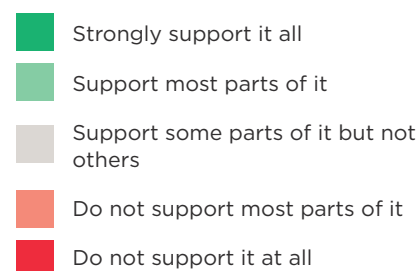 Strongly support it all
Support most parts of it
Support some parts of it but not
others
Do not support most parts of it
Do not support it at all